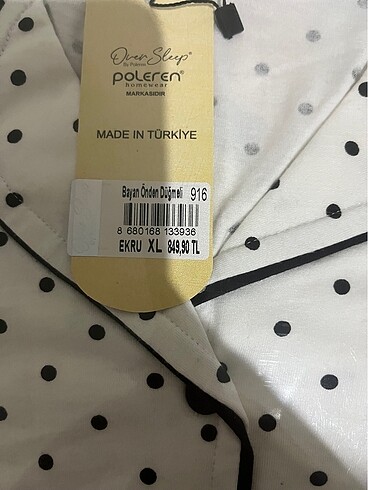 Over Sleep®
By Poleren
poleren®
homewear
MARKASIDIR
MADE IN TÜRKİYE
Bayan Önden Düğmeli 916
8 680168 133936
EKRU XL 849,90 TL